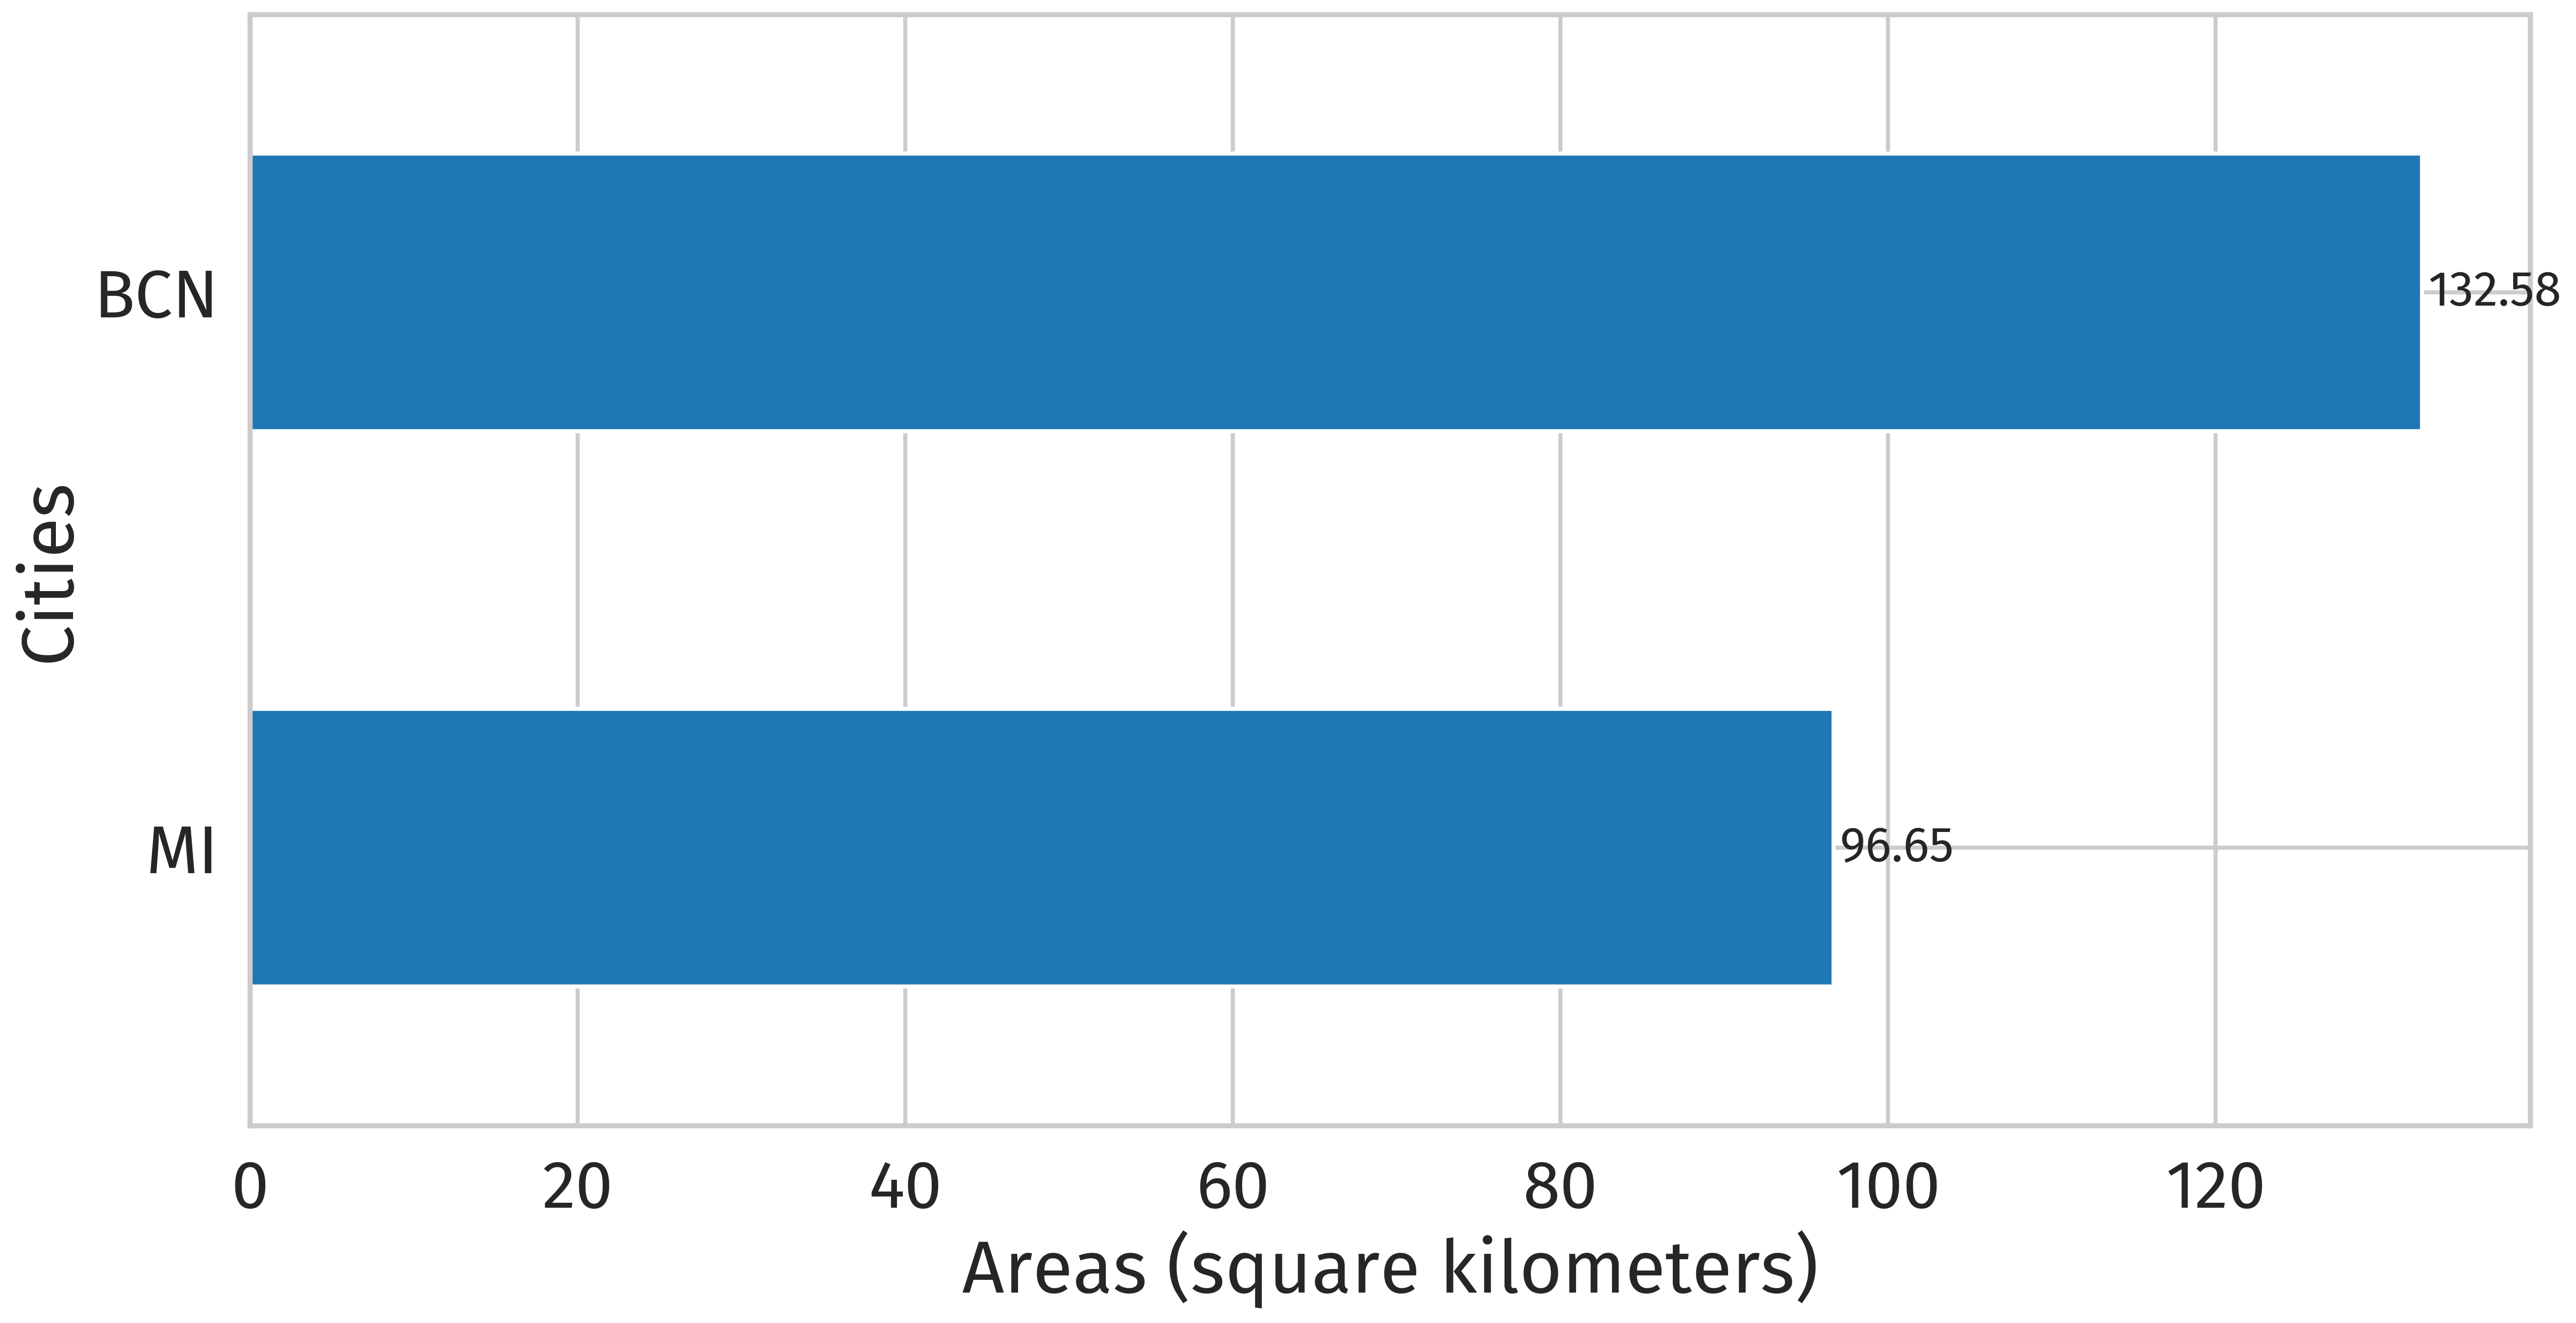 BCN
132.58
Cities
MI
96.65
0 20 40 60 80 100 120
Areas (square kilometers)